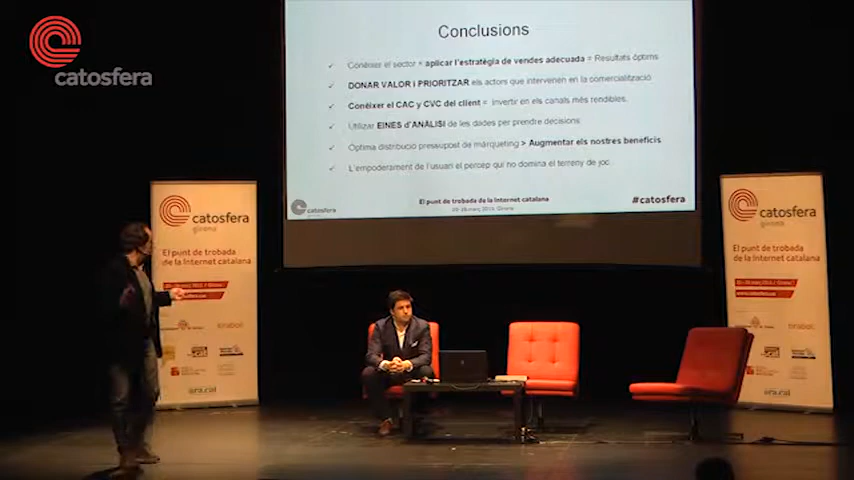 catosfera
Conclusions
✓ Conèixer el sector + aplicar l'estratègia de vendes adequada = Resultats òptims
✓ DONAR VALOR i PRIORITZAR els actors que intervenen en la comercialització
✓ Conèixer el CAC y CVC del client = invertir en els canals més rendibles.
✓ Utilitzar EINES d'ANÀLISI de les dades per prendre decisions.
✓ Òptima distribució pressupost de màrqueting > Augmentar els nostres beneficis
✓ L'empoderament de l'usuari el percep qui no domina el terreny de joc.
catosfera
El punt de trobada de la Internet catalana
#catosfera
catosfera
girona
El punt de trobada
de la Internet catalana
catosfera
girona
El punt de trobada
de la Internet catalana